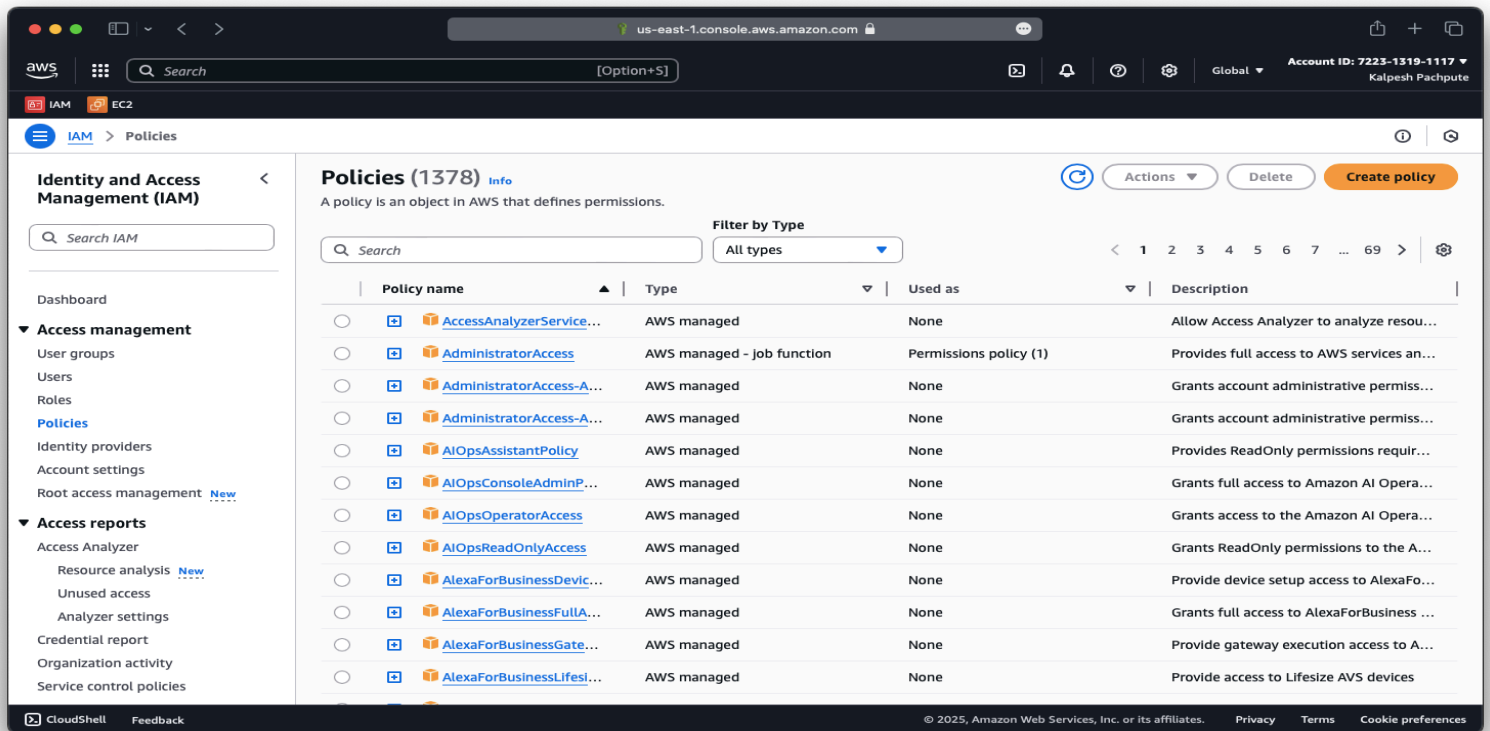 us-east-1.console.aws.amazon.com
aws
Search [Option+S]
Global
Account ID: 7223-1319-1117
Kalpesh Pachpute
IAM EC2
IAM > Policies
Identity and Access Management (IAM)
Search IAM
Dashboard
Access management
User groups
Users
Roles
Policies
Identity providers
Account settings
Root access management New
Access reports
Access Analyzer
Resource analysis New
Unused access
Analyzer settings
Credential report
Organization activity
Service control policies
Policies (1378) Info
Actions Delete Create policy
A policy is an object in AWS that defines permissions.
Filter by Type
Search All types < 1 2 3 4 5 6 7 ... 69 >
Policy name Type Used as Description
AccessAnalyzerService... AWS managed None Allow Access Analyzer to analyze resou...
AdministratorAccess AWS managed - job function Permissions policy (1) Provides full access to AWS services an...
AdministratorAccess-A... AWS managed None Grants account administrative permiss...
AdministratorAccess-A... AWS managed None Grants account administrative permiss...
AIOpsAssistantPolicy AWS managed None Provides ReadOnly permissions requir...
AIOpsConsoleAdminP... AWS managed None Grants full access to Amazon AI Opera...
AIOpsOperatorAccess AWS managed None Grants access to the Amazon AI Opera...
AIOpsReadOnlyAccess AWS managed None Grants ReadOnly permissions to the A...
AlexaForBusinessDevic... AWS managed None Provide device setup access to AlexaFo...
AlexaForBusinessFullA... AWS managed None Grants full access to AlexaForBusiness ...
AlexaForBusinessGate... AWS managed None Provide gateway execution access to A...
AlexaForBusinessLifesi... AWS managed None Provide access to Lifesize AVS devices
CloudShell Feedback © 2025, Amazon Web Services, Inc. or its affiliates. Privacy Terms Cookie preferences